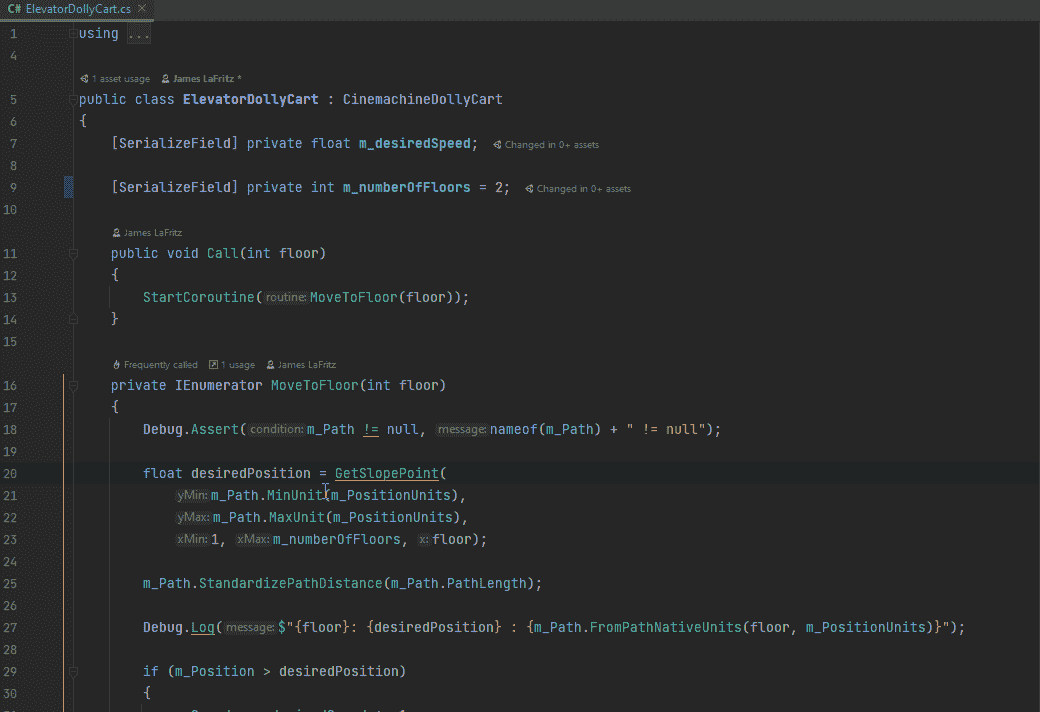 C# ElevatorDollyCart.cs ×
1 using ...
4
1 asset usage James LaFritz *
5 public class ElevatorDollyCart : CinemachineDollyCart
6 {
7 [SerializeField] private float m_desiredSpeed; Changed in 0+ assets
8
9 [SerializeField] private int m_numberOfFloors = 2; Changed in 0+ assets
10
James LaFritz
11 public void Call(int floor)
12 {
13 StartCoroutine( routine: MoveToFloor(floor));
14 }
15
Frequently called 1 usage James LaFritz
16 private IEnumerator MoveToFloor(int floor)
17 {
18 Debug.Assert( condition: m_Path != null, message: nameof(m_Path) + " != null");
19
20 float desiredPosition = GetSlopePoint(
21 yMin: m_Path.MinUnit(m_PositionUnits),
22 yMax: m_Path.MaxUnit(m_PositionUnits),
23 xMin: 1, xMax: m_numberOfFloors, x: floor);
24
25 m_Path.StandardizePathDistance(m_Path.PathLength);
26
27 Debug.Log( message: $"{floor}: {desiredPosition} : {m_Path.FromPathNativeUnits(floor, m_PositionUnits)}");
28
29 if (m_Position > desiredPosition)
30 {